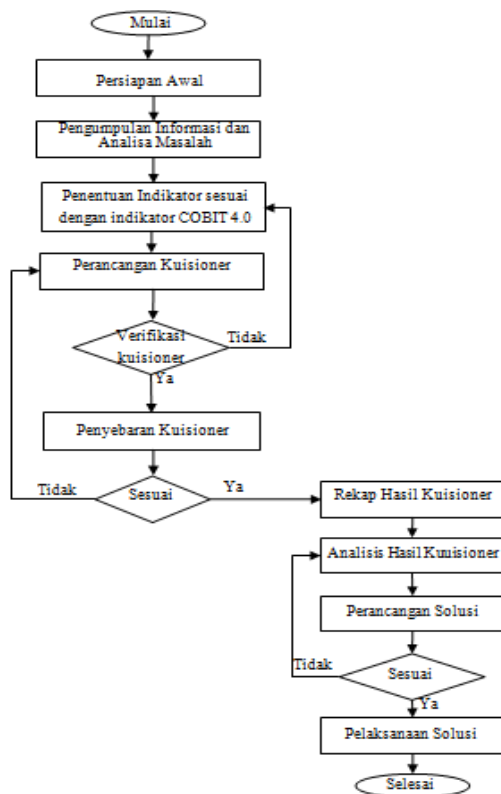 Mulai
Persiapan Awal
Pengumpulan Informasi dan
Analisa Masalah
Penentuan Indikator sesuai
dengan indikator COBIT 4.0
Perancangan Kuisioner
Verifikasi
kuisioner
Tidak
Ya
Penyebaran Kuisioner
Tidak
Sesuai
Ya
Rekap Hasil Kuisioner
Analisis Hasil Kuuisioner
Perancangan Solusi
Tidak
Sesuai
Ya
Pelaksanaan Solusi
Selesai